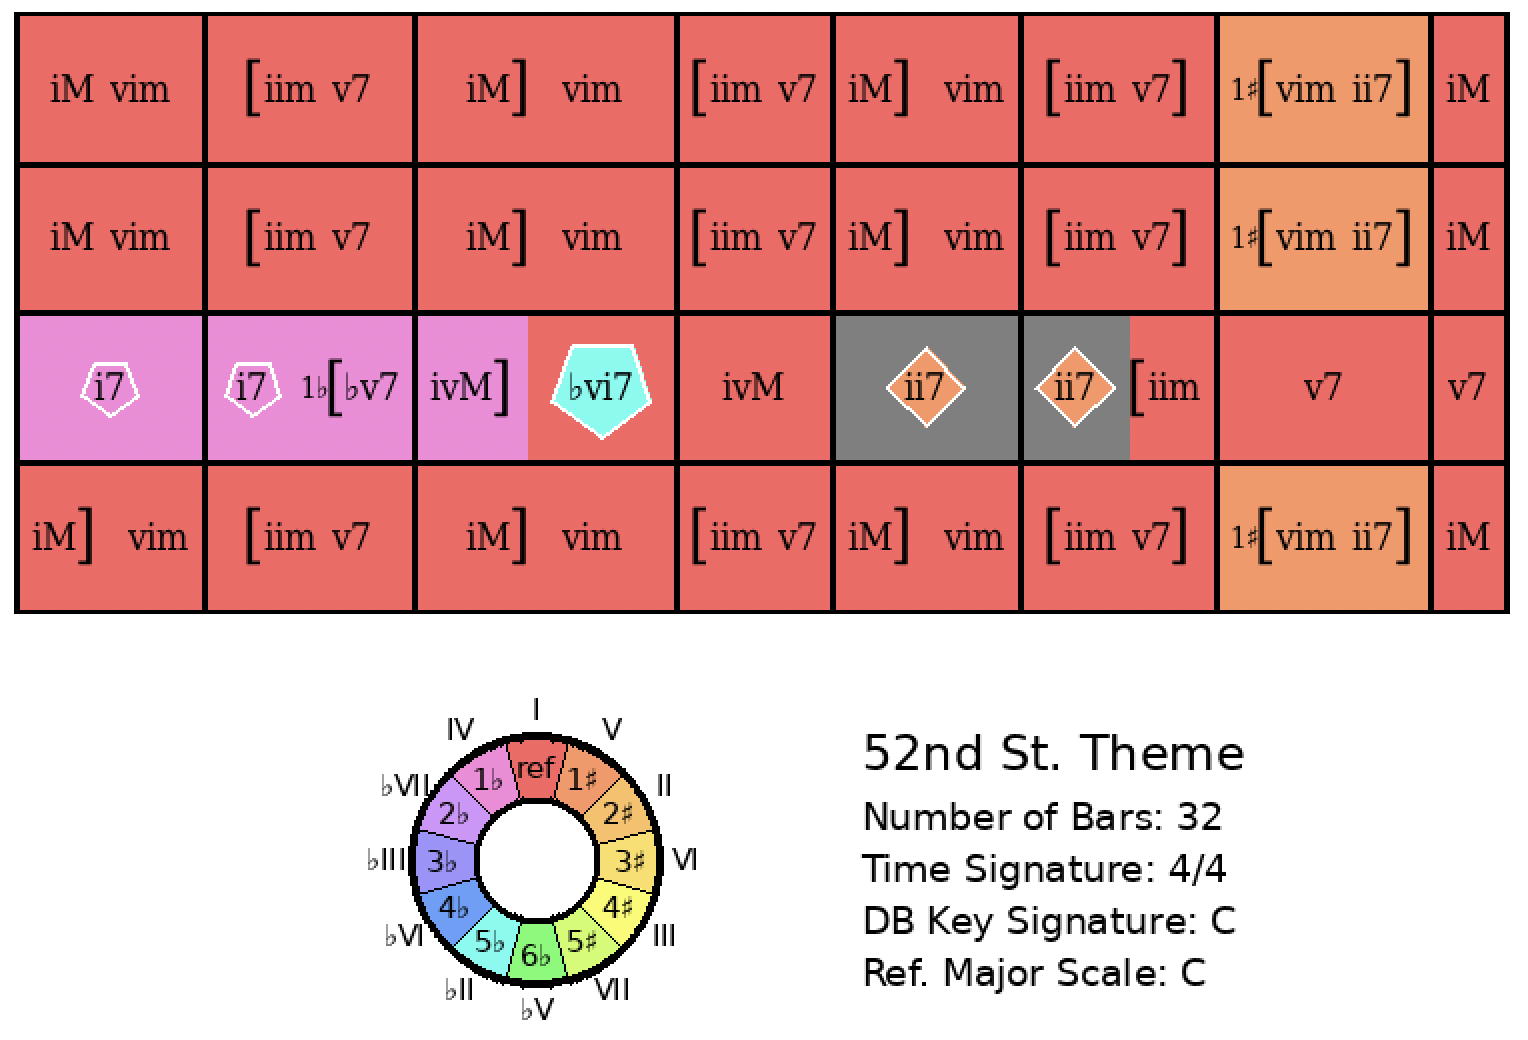 iM vim [iim v7 iM] vim [iim v7 iM] vim [iim v7] 1♯[vim ii7] iM
iM vim [iim v7 iM] vim [iim v7 iM] vim [iim v7] 1♯[vim ii7] iM
i7 i7 1♭[♭v7 ivM] ♭vi7 ivM ii7 ii7 [iim v7 v7
iM] vim [iim v7 iM] vim [iim v7 iM] vim [iim v7] 1♯[vim ii7] iM
I
IV V
♭VII 1♭ ref 1♯ II
2♭ 2♯
♭III 3♭ 3♯ VI
4♭ 4♯
♭VI 5♭ 6♭ 5♯ III
♭II VII
♭V
52nd St. Theme
Number of Bars: 32
Time Signature: 4/4
DB Key Signature: C
Ref. Major Scale: C